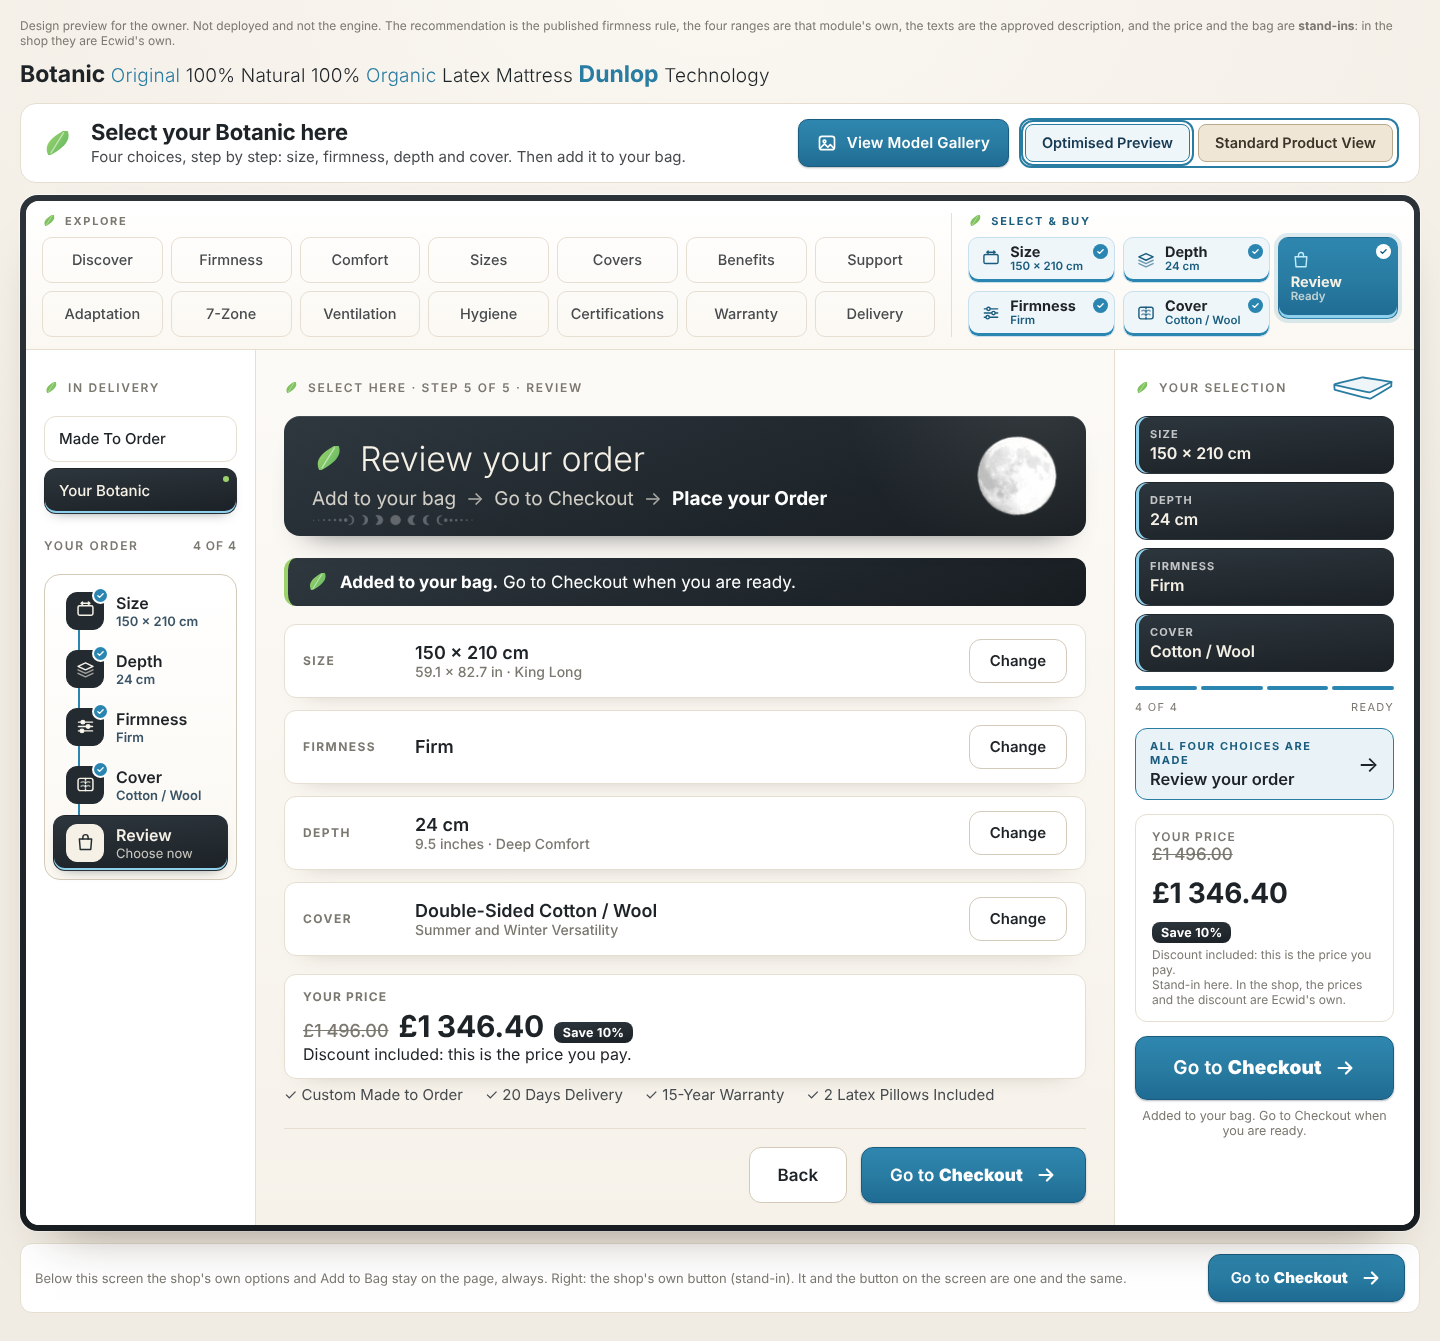 Design preview for the owner. Not deployed and not the engine. The recommendation is the published firmness rule, the four ranges are that module's own, the texts are the approved description, and the price and the bag are stand-ins: in the
shop they are Ecwid's own.
Botanic Original 100% Natural 100% Organic Latex Mattress Dunlop Technology
Select your Botanic here
Four choices, step by step: size, firmness, depth and cover. Then add it to your bag.
View Model Gallery
Optimised Preview
Standard Product View
EXPLORE
Discover
Firmness
Comfort
Sizes
Covers
Benefits
Support
Adaptation
7-Zone
Ventilation
Hygiene
Certifications
Warranty
Delivery
SELECT & BUY
Size
150 × 210 cm
Depth
24 cm
Firmness
Firm
Cover
Cotton / Wool
Review
Ready
IN DELIVERY
Made To Order
Your Botanic
YOUR ORDER 4 OF 4
Size
150 × 210 cm
Depth
24 cm
Firmness
Firm
Cover
Cotton / Wool
Review
Choose now
SELECT HERE · STEP 5 OF 5 · REVIEW
Review your order
Add to your bag → Go to Checkout → Place your Order
Added to your bag. Go to Checkout when you are ready.
SIZE
150 × 210 cm
59.1 × 82.7 in · King Long
Change
FIRMNESS
Firm
Change
DEPTH
24 cm
9.5 inches · Deep Comfort
Change
COVER
Double-Sided Cotton / Wool
Summer and Winter Versatility
Change
YOUR PRICE
£1 496.00 £1 346.40 Save 10%
Discount included: this is the price you pay.
✓ Custom Made to Order ✓ 20 Days Delivery ✓ 15-Year Warranty ✓ 2 Latex Pillows Included
Back
Go to Checkout →
YOUR SELECTION
SIZE
150 × 210 cm
DEPTH
24 cm
FIRMNESS
Firm
COVER
Cotton / Wool
4 OF 4 READY
ALL FOUR CHOICES ARE
MADE
Review your order →
YOUR PRICE
£1 496.00
£1 346.40
Save 10%
Discount included: this is the price you
pay.
Stand-in here. In the shop, the prices
and the discount are Ecwid's own.
Go to Checkout →
Added to your bag. Go to Checkout when
you are ready.
Below this screen the shop's own options and Add to Bag stay on the page, always. Right: the shop's own button (stand-in). It and the button on the screen are one and the same.
Go to Checkout →